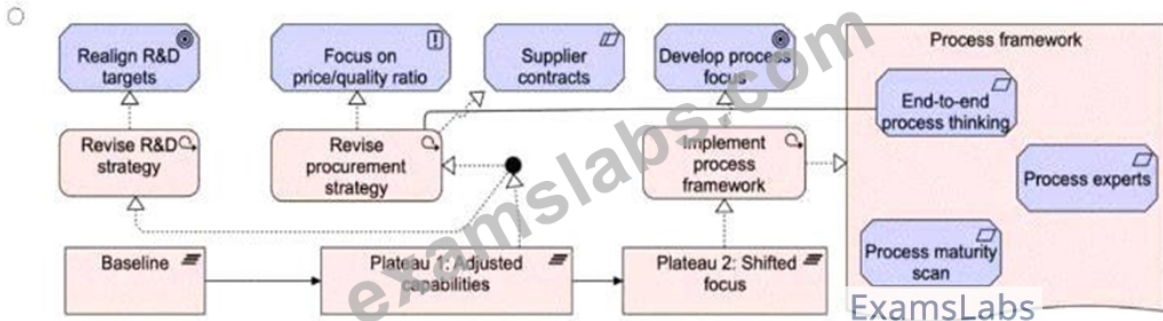 Realign R&D
targets
Focus on
price/quality ratio
Supplier
contracts
Develop process
focus
Process framework
End-to-end
process thinking
Revise R&D
strategy
Revise
procurement
strategy
Implement
process
framework
Process experts
Process maturity
scan
Baseline
Plateau 1: Adjusted
capabilities
Plateau 2: Shifted
focus
examslabs.com
ExamsLabs